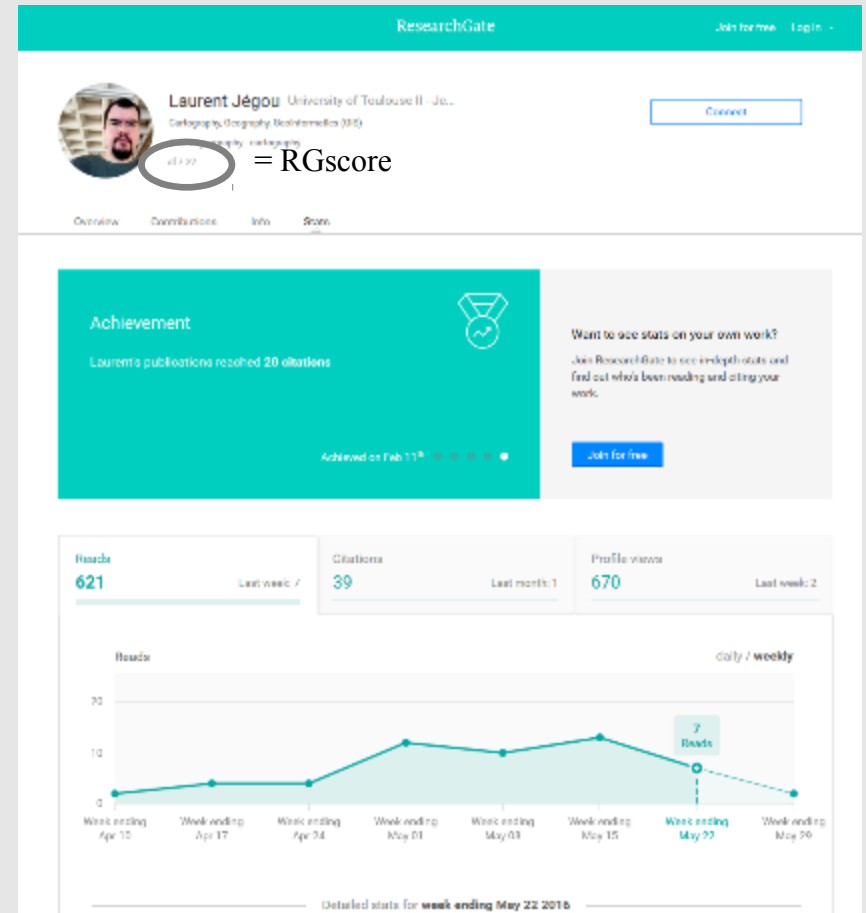 ResearchGate
Join for free Log in
Laurent Jégou University of Toulouse II - Je...
Cartography, Geography, Geoinformatics (GIS)
cartography
= RGscore
Connect
Overview Contributions Info Stats
Achievement
Laurent's publications reached 20 citations
Achieved on Feb 11th
Want to see stats on your own work?
Join ResearchGate to see in-depth stats and
find out who's been reading and citing your
work.
Join for free
Reads
621 Last week: 7
Citations
39 Last month: 1
Profile views
670 Last week: 2
Reads
daily / weekly
20
10
0
7
Reads
Week ending
Apr 10
Week ending
Apr 17
Week ending
Apr 24
Week ending
May 01
Week ending
May 08
Week ending
May 15
Week ending
May 22
Week ending
May 29
Detailed stats for week ending May 22 2016